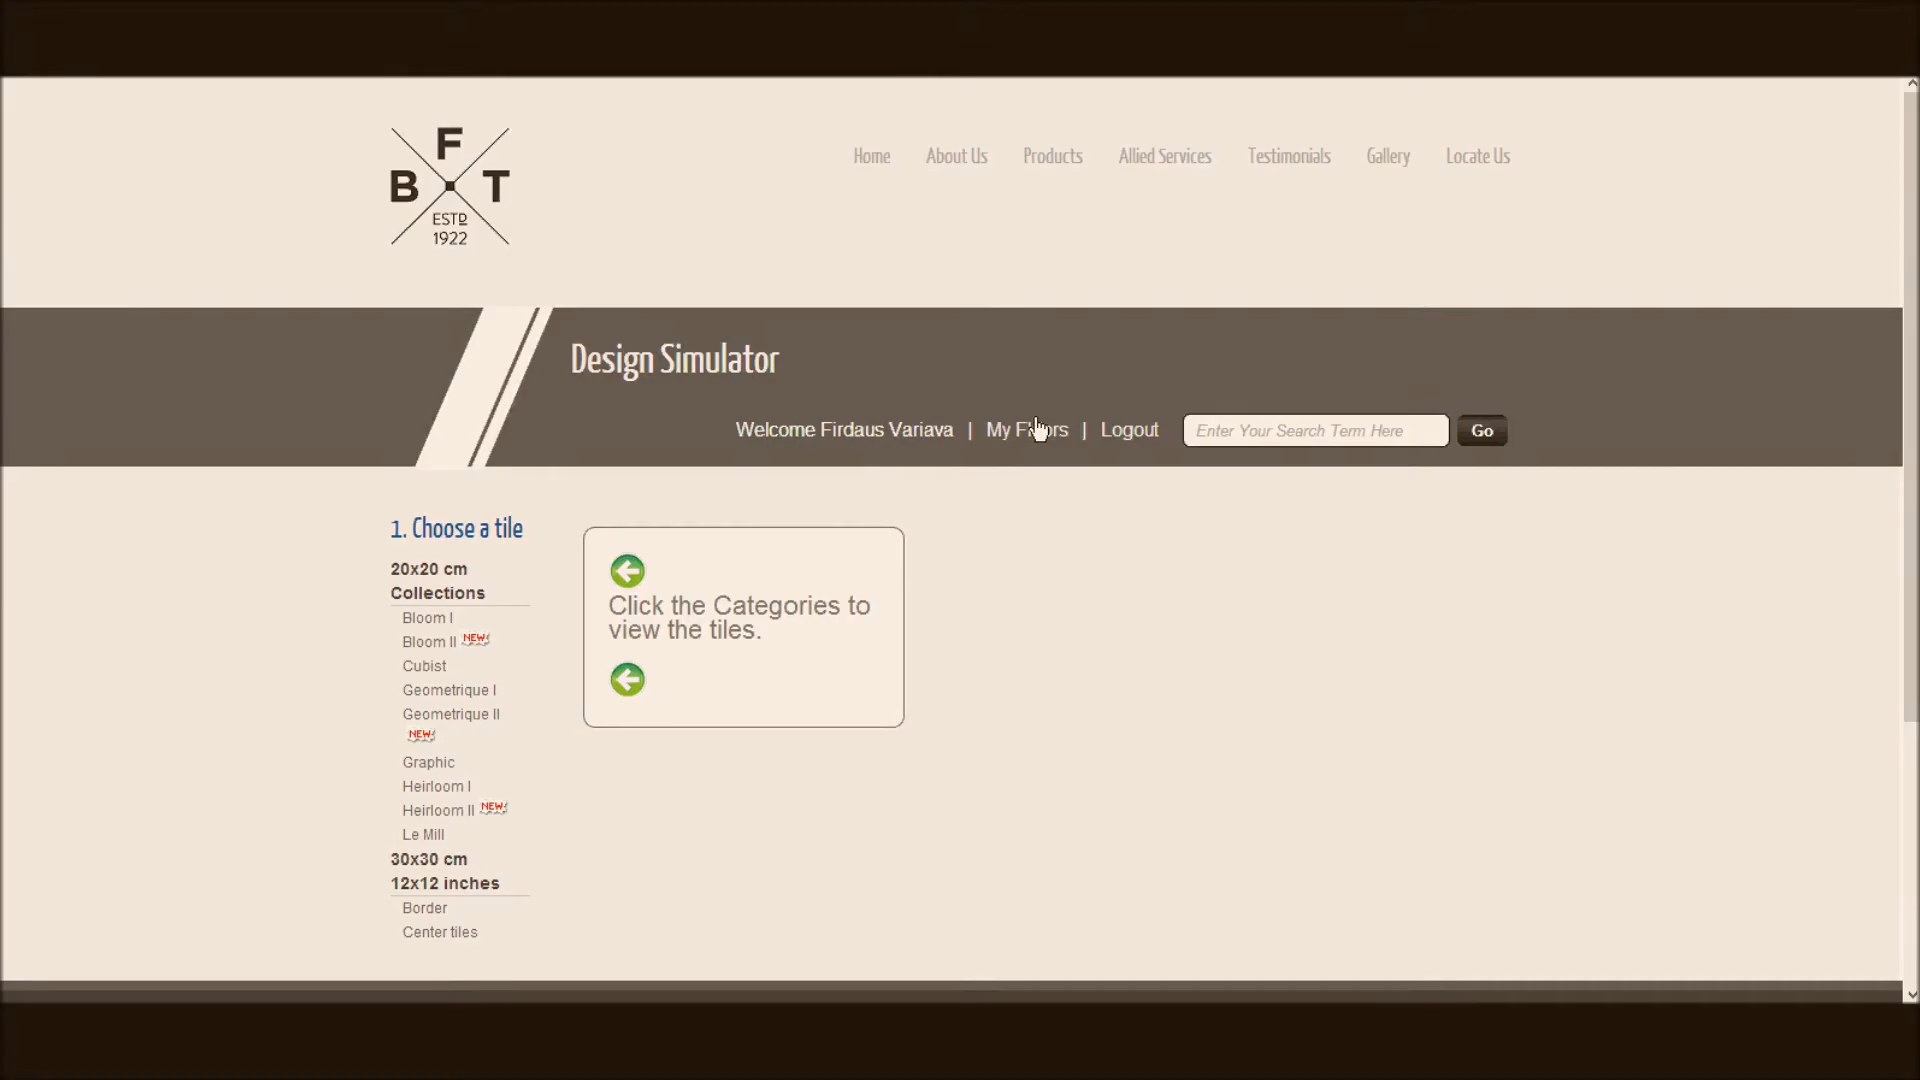 F
B T
ESTD
1922
Home About Us Products Allied Services Testimonials Gallery Locate Us
Design Simulator
Welcome Firdaus Variava | My | Logout Enter Your Search Term Here Go
1. Choose a tile
20x20 cm
Collections
Bloom I
Bloom II NEW!
Cubist
Geometrique I
Geometrique II
NEW!
Graphic
Heirloom I
Heirloom II NEW!
Le Mill
30x30 cm
12x12 inches
Border
Center tiles
Click the Categories to
view the tiles.